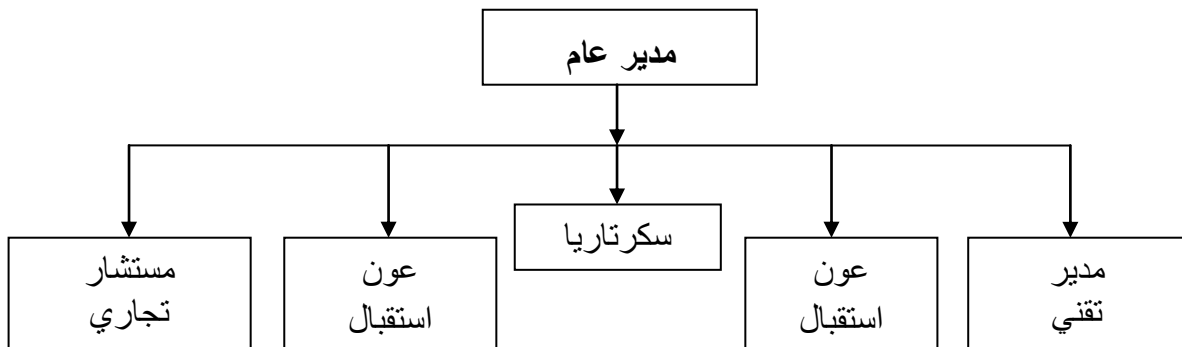 مدير عام
سكرتاريا
مدير
تقني
عون
استقبال
عون
استقبال
مستشار
تجاري